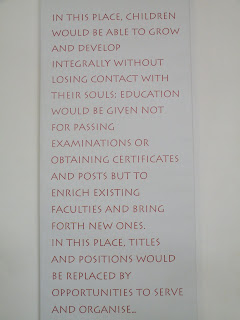 IN THIS PLACE, CHILDREN
WOULD BE ABLE TO GROW
AND DEVELOP
INTEGRALLY WITHOUT
LOSING CONTACT WITH
THEIR SOULS; EDUCATION
WOULD BE GIVEN NOT
FOR PASSING
EXAMINATIONS OR
OBTAINING CERTIFICATES
AND POSTS BUT TO
ENRICH EXISTING
FACULTIES AND BRING
FORTH NEW ONES.
IN THIS PLACE, TITLES
AND POSITIONS WOULD
BE REPLACED BY
OPPORTUNITIES TO SERVE
AND ORGANISE...